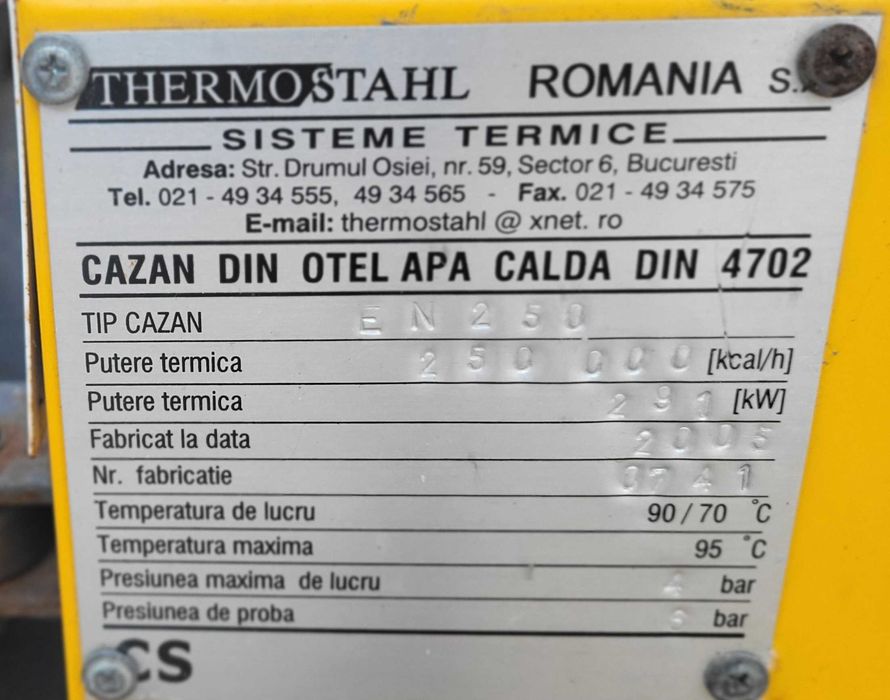 THERMOSTAHL ROMANIA S.
SISTEME TERMICE
Adresa: Str. Drumul Osiei, nr. 59, Sector 6, Bucuresti
Tel. 021 - 49 34 555, 49 34 565 - Fax. 021 - 49 34 575
E-mail: thermostahl @ xnet. ro
CAZAN DIN OTEL APA CALDA DIN 4702
TIP CAZAN EN 250
Putere termica 250 000 [kcal/h]
Putere termica 291 [kW]
Fabricat la data 2005
Nr. fabricatie 3741
Temperatura de lucru 90 / 70 °C
Temperatura maxima 95 °C
Presiunea maxima de lucru 4 bar
Presiunea de proba bar
CS